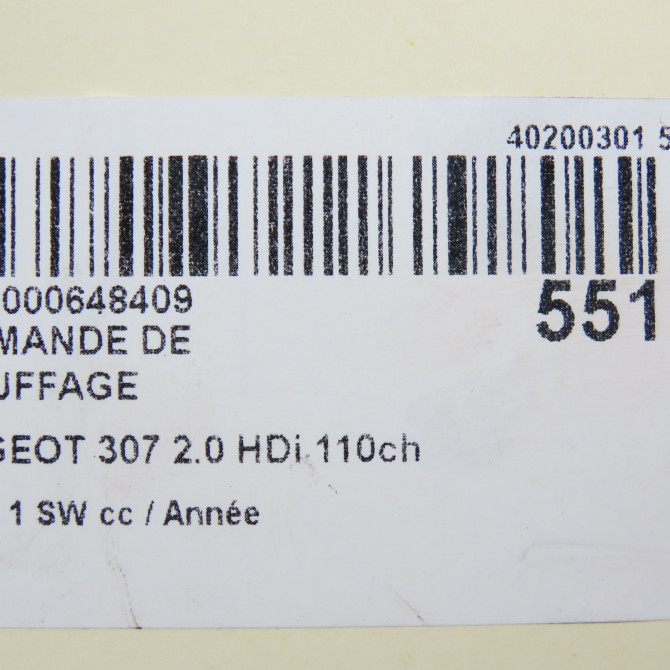 40200301 5
000648409
551
MANDE DE
UFFAGE
GEOT 307 2.0 HDi 110ch
1 SW cc / Année